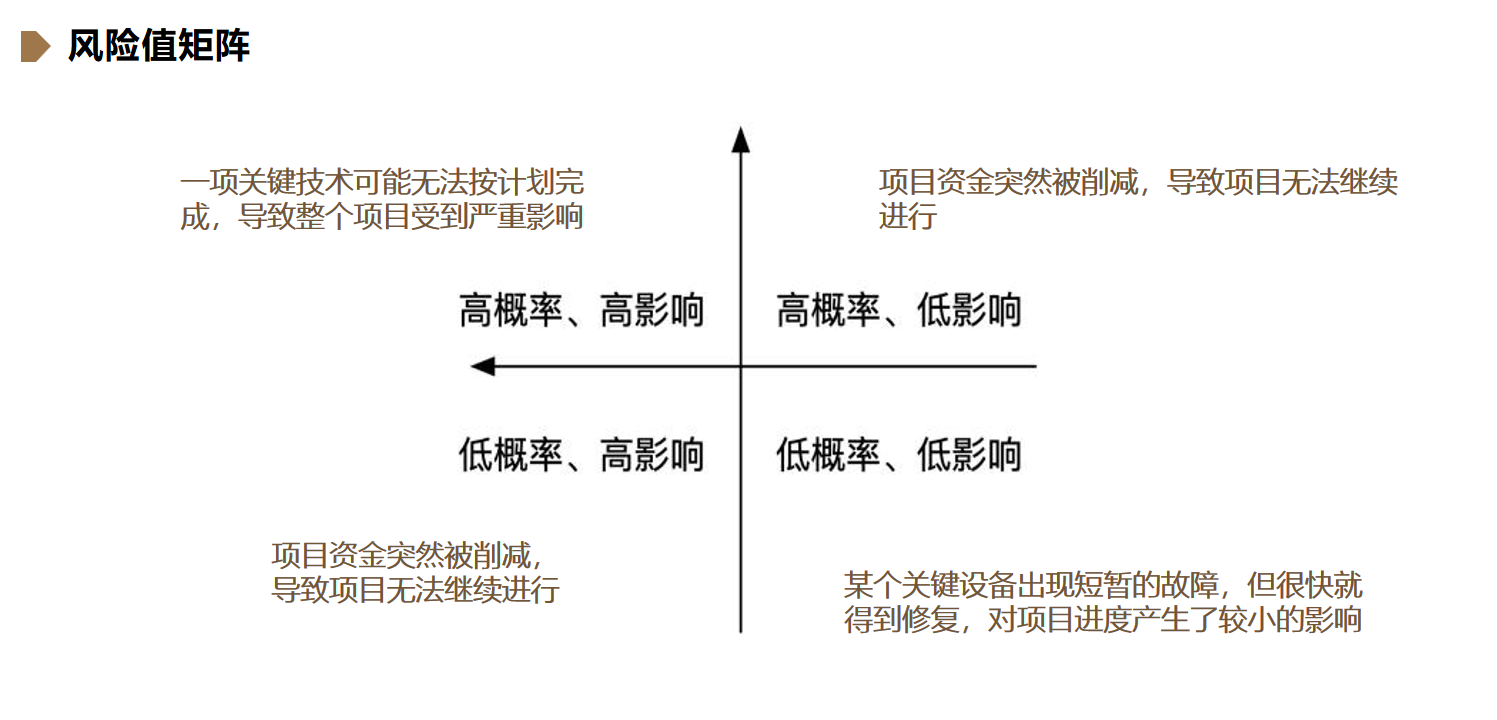 风险值矩阵
一项关键技术可能无法按计划完
成，导致整个项目受到严重影响
项目资金突然被削减，导致项目无法继续
进行
高概率、高影响
高概率、低影响
低概率、高影响
低概率、低影响
项目资金突然被削减，
导致项目无法继续进行
某个关键设备出现短暂的故障，但很快就
得到修复，对项目进度产生了较小的影响